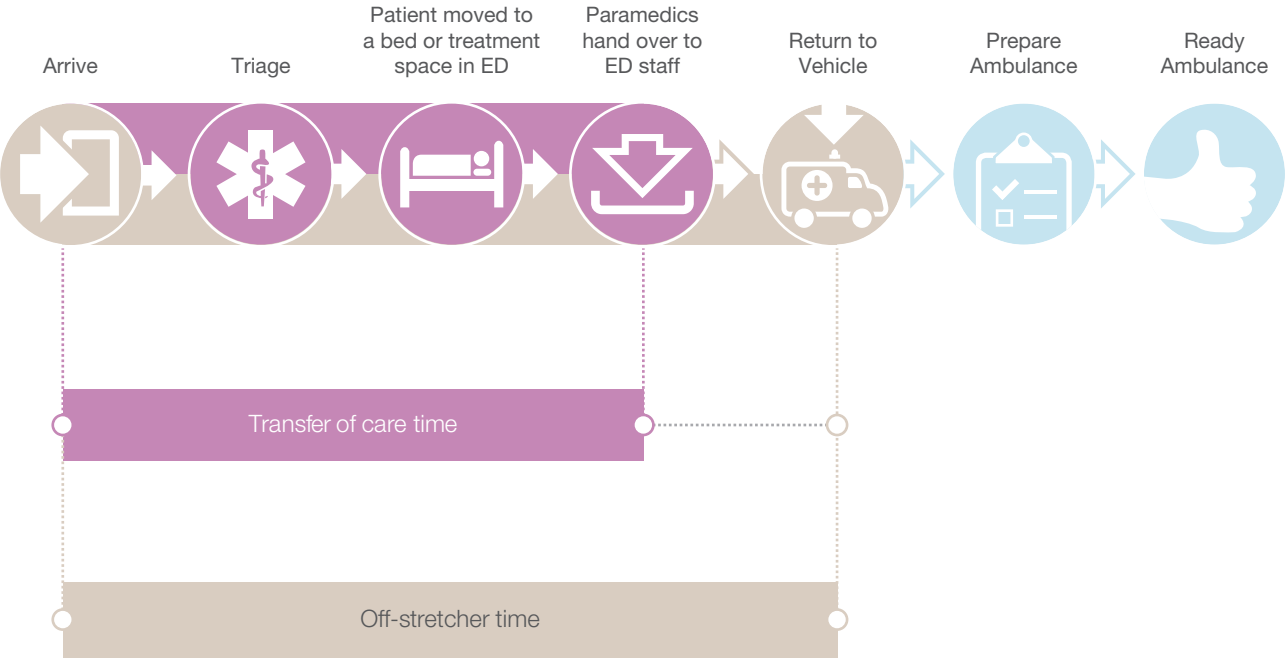 Arrive
Triage
Patient moved to
a bed or treatment
space in ED
Paramedics
hand over to
ED staff
Return to
Vehicle
Prepare
Ambulance
Ready
Ambulance
Transfer of care time
Off-stretcher time